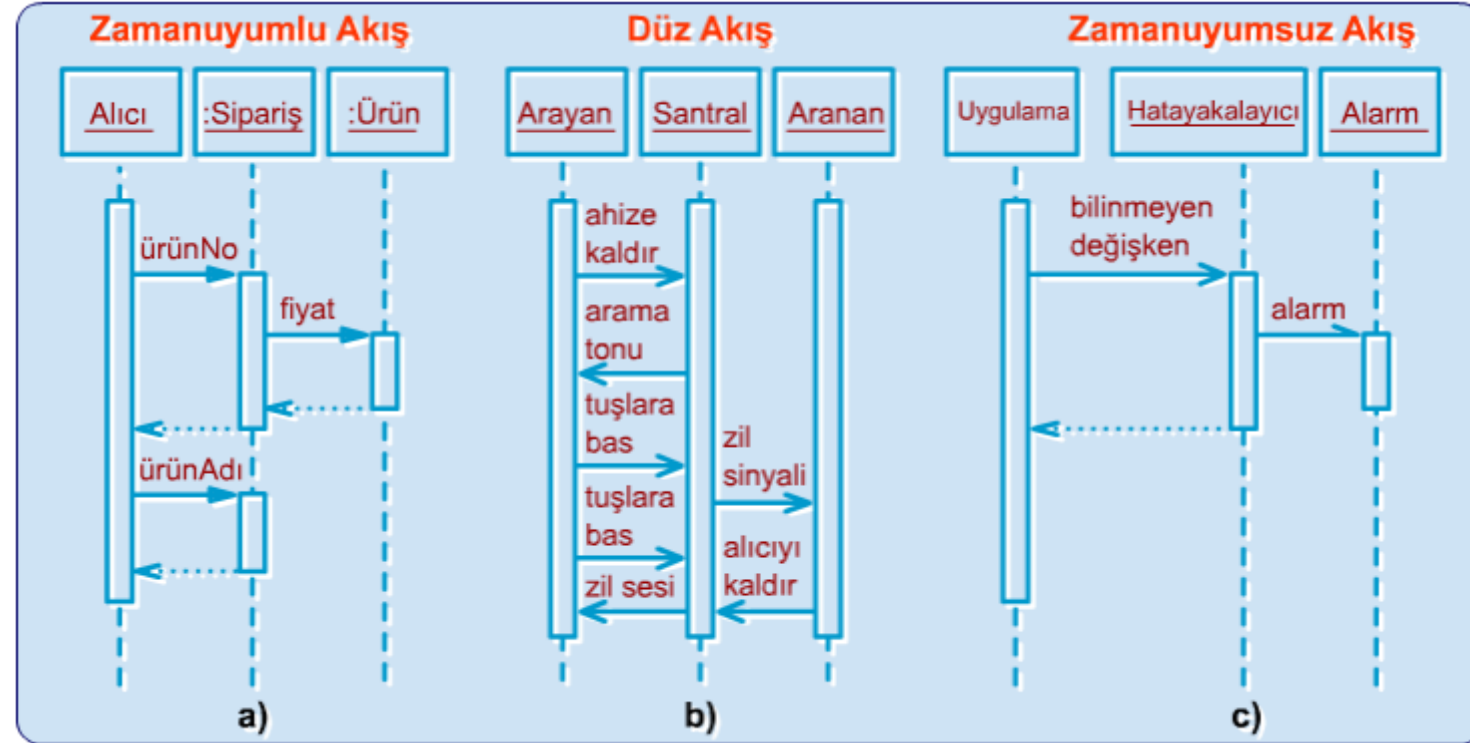 Zamanuyumlu Akış
Alıcı
:Sipariş
:Ürün
ürünNo
fiyat
ürünAdı
a)
Düz Akış
Arayan
Santral
Aranan
ahize
kaldır
arama
tonu
tuşlara
bas
zil
sinyali
tuşlara
bas
alıcıyı
kaldır
zil sesi
b)
Zamanuyumsuz Akış
Uygulama
Hatayakalayıcı
Alarm
bilinmeyen
değişken
alarm
c)